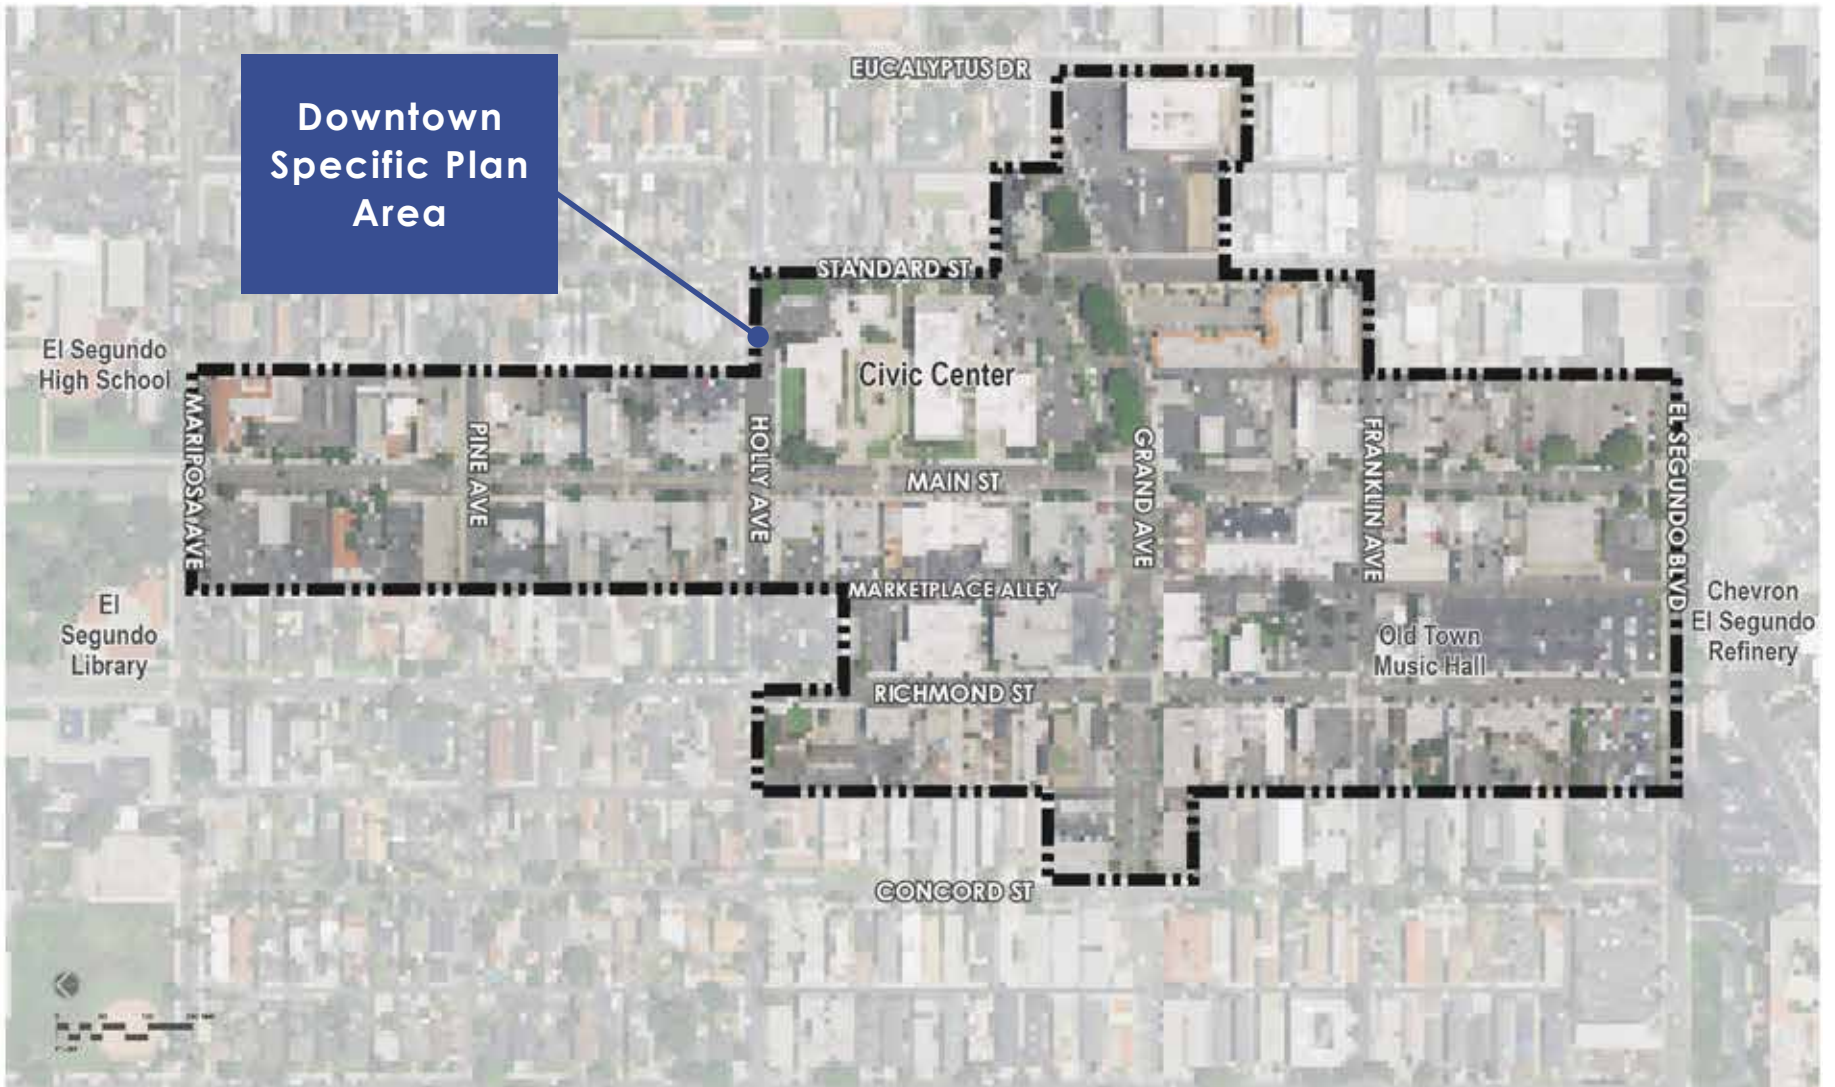 EUCALYPTUS DR
Downtown
Specific Plan
Area
STANDARD ST
El Segundo
High School
Civic Center
MARIPOSA AVE
PINE AVE
HOLLY AVE
MAIN ST
GRAND AVE
FRANKLIN AVE
EL SEGUNDO BLVD
MARKETPLACE ALLEY
El
Segundo
Library
Old Town
Music Hall
Chevron
El Segundo
Refinery
RICHMOND ST
CONCORD ST